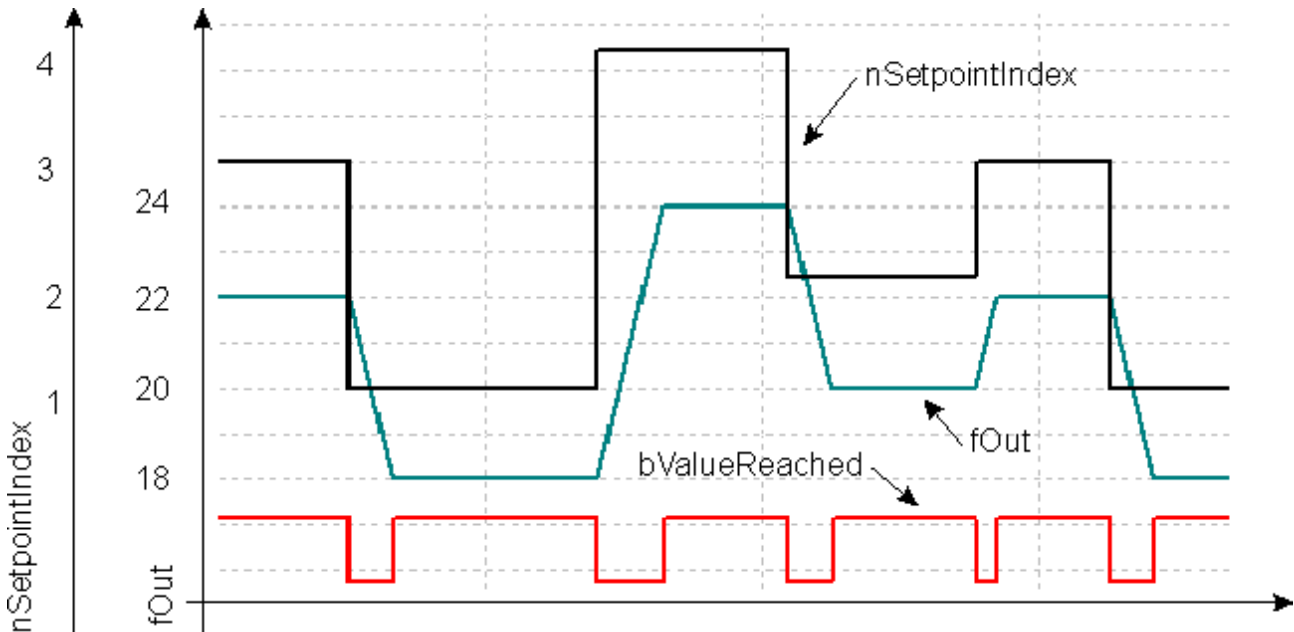 4
nSetpointIndex
3
24
2
22
20
1
fOut
bValueReached
18
nSetpointIndex
fOut